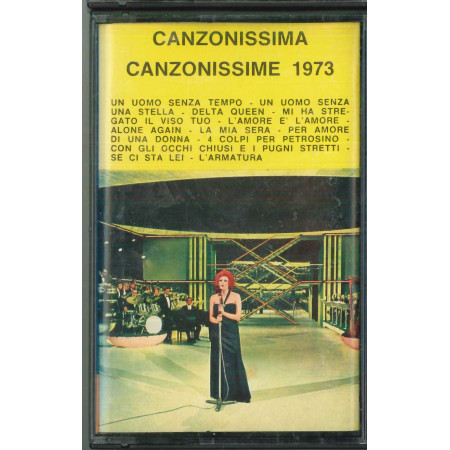 CANZONISSIMA
CANZONISSIME 1973
UN UOMO SENZA TEMPO - UN UOMO SENZA
UNA STELLA - DELTA QUEEN - MI HA STRE-
GATO IL VISO TUO - L'AMORE E' L'AMORE -
ALONE AGAIN - LA MIA SERA - PER AMORE
DI UNA DONNA - 4 COLPI PER PETROSINO -
CON GLI OCCHI CHIUSI E I PUGNI STRETTI -
SE CI STA LEI - L'ARMATURA